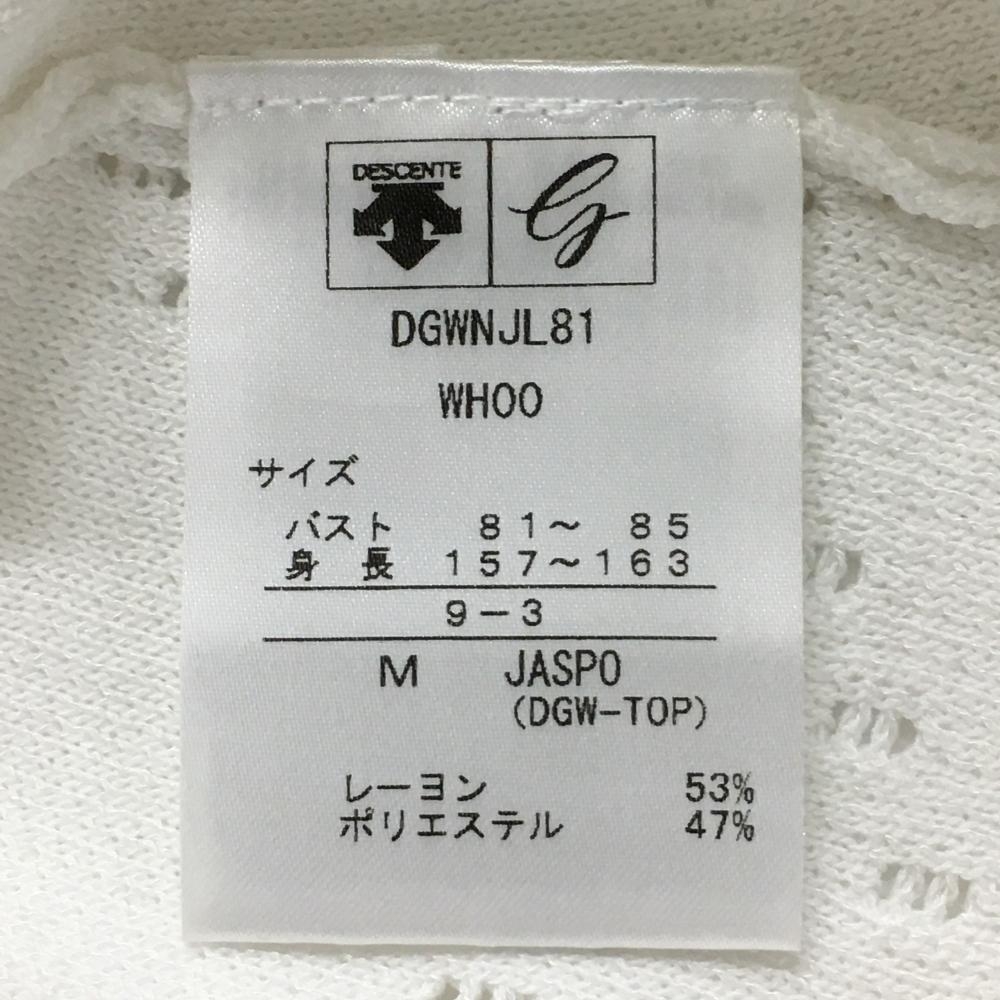 DESCENTE
G
DGWNJL81
WH00
サイズ
バスト 81～ 85
身 長 157～163
9－3
M JASPO
(DGW-TOP)
レーヨン 53%
ポリエステル 47%